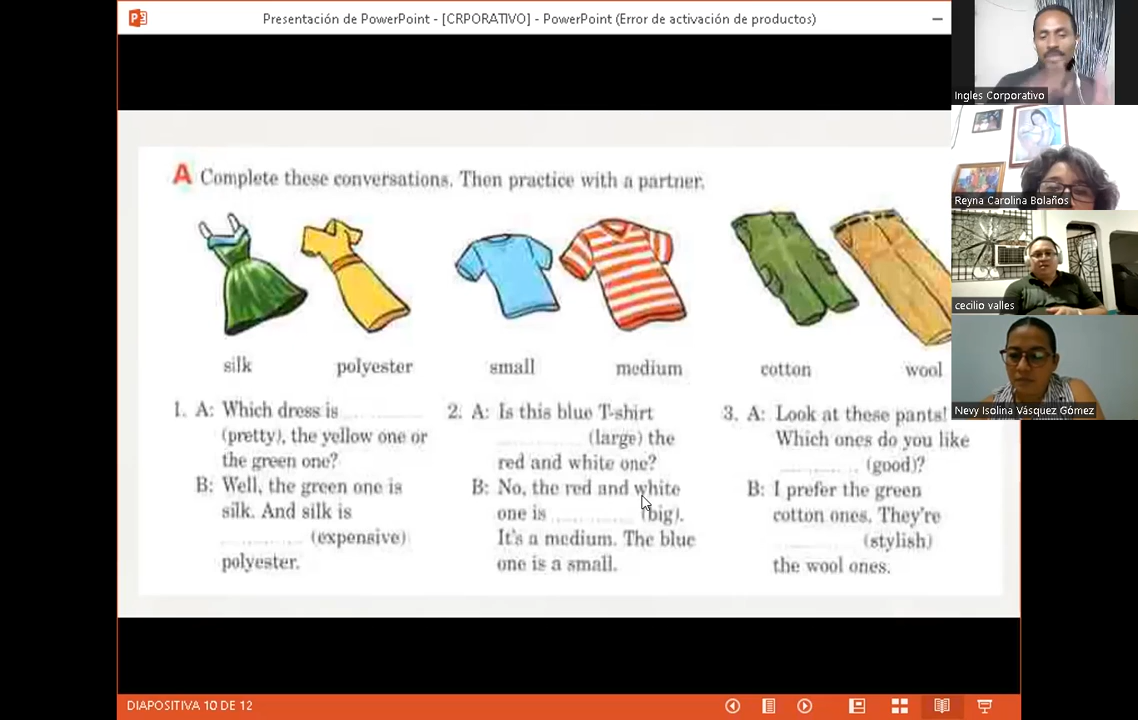 Presentación de PowerPoint - [CRPORATIVO] - PowerPoint (Error de activación de productos)
Ingles Corporativo
Reyna Carolina Bolaños
cecilio valles
Nevy Isolina Vásquez Gómez
A Complete these conversations. Then practice with a partner.
silk polyester small medium cotton wool
1. A: Which dress is ............
(pretty), the yellow one or
the green one?
B: Well, the green one is
silk. And silk is
............ (expensive)
polyester.
2. A: Is this blue T-shirt
............ (large) the
red and white one?
B: No, the red and white
one is ............ (big).
It's a medium. The blue
one is a small.
3. A: Look at these pants!
Which ones do you like
............ (good)?
B: I prefer the green
cotton ones. They're
............ (stylish)
the wool ones.
DIAPOSITIVA 10 DE 12